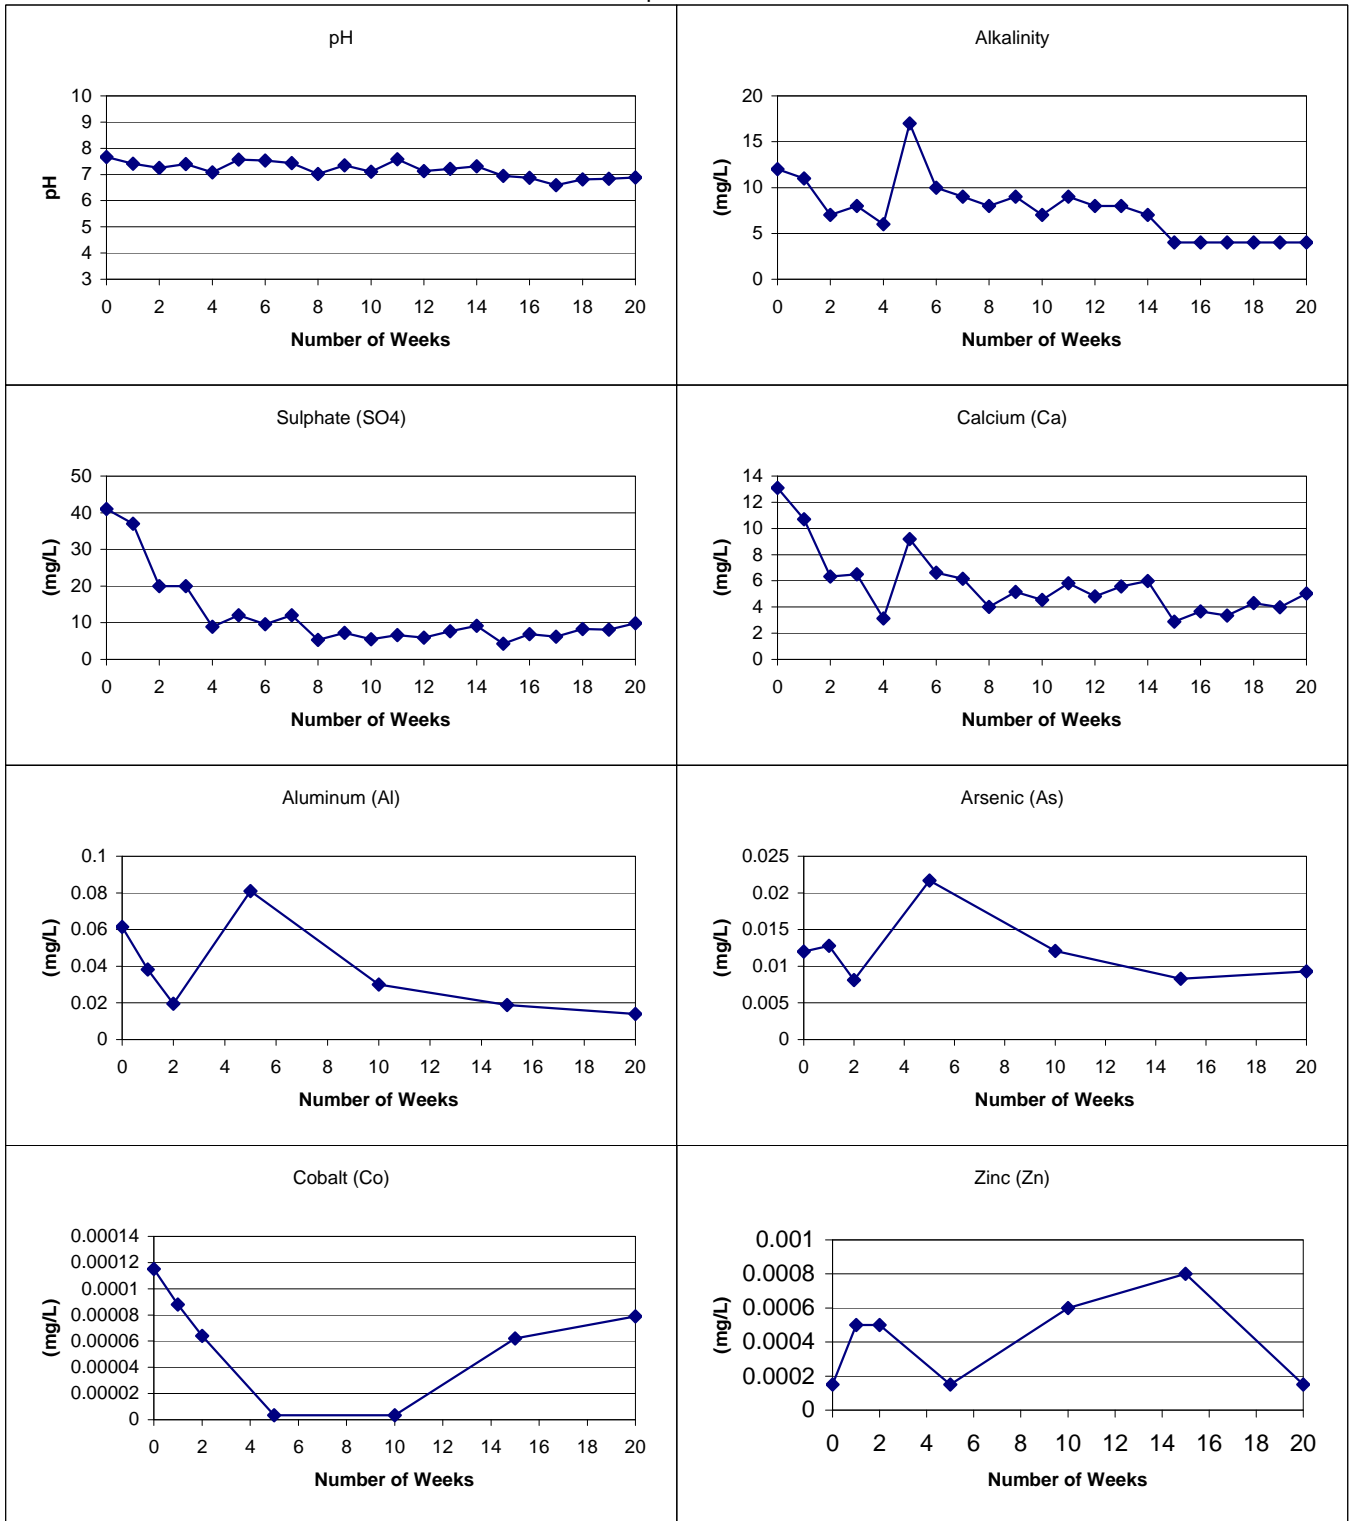 pH
10
9
8
7
6
5
4
3
pH
0 2 4 6 8 10 12 14 16 18 20
Number of Weeks
Alkalinity
20
15
10
5
0
(mg/L)
0 2 4 6 8 10 12 14 16 18 20
Number of Weeks
Sulphate (SO4)
50
40
30
20
10
0
(mg/L)
0 2 4 6 8 10 12 14 16 18 20
Number of Weeks
Calcium (Ca)
14
12
10
8
6
4
2
0
(mg/L)
0 2 4 6 8 10 12 14 16 18 20
Number of Weeks
Aluminum (Al)
0.1
0.08
0.06
0.04
0.02
0
(mg/L)
0 2 4 6 8 10 12 14 16 18 20
Number of Weeks
Arsenic (As)
0.025
0.02
0.015
0.01
0.005
0
(mg/L)
0 2 4 6 8 10 12 14 16 18 20
Number of Weeks
Cobalt (Co)
0.00014
0.00012
0.0001
0.00008
0.00006
0.00004
0.00002
0
(mg/L)
0 2 4 6 8 10 12 14 16 18 20
Number of Weeks
Zinc (Zn)
0.001
0.0008
0.0006
0.0004
0.0002
0
(mg/L)
0 2 4 6 8 10 12 14 16 18 20
Number of Weeks